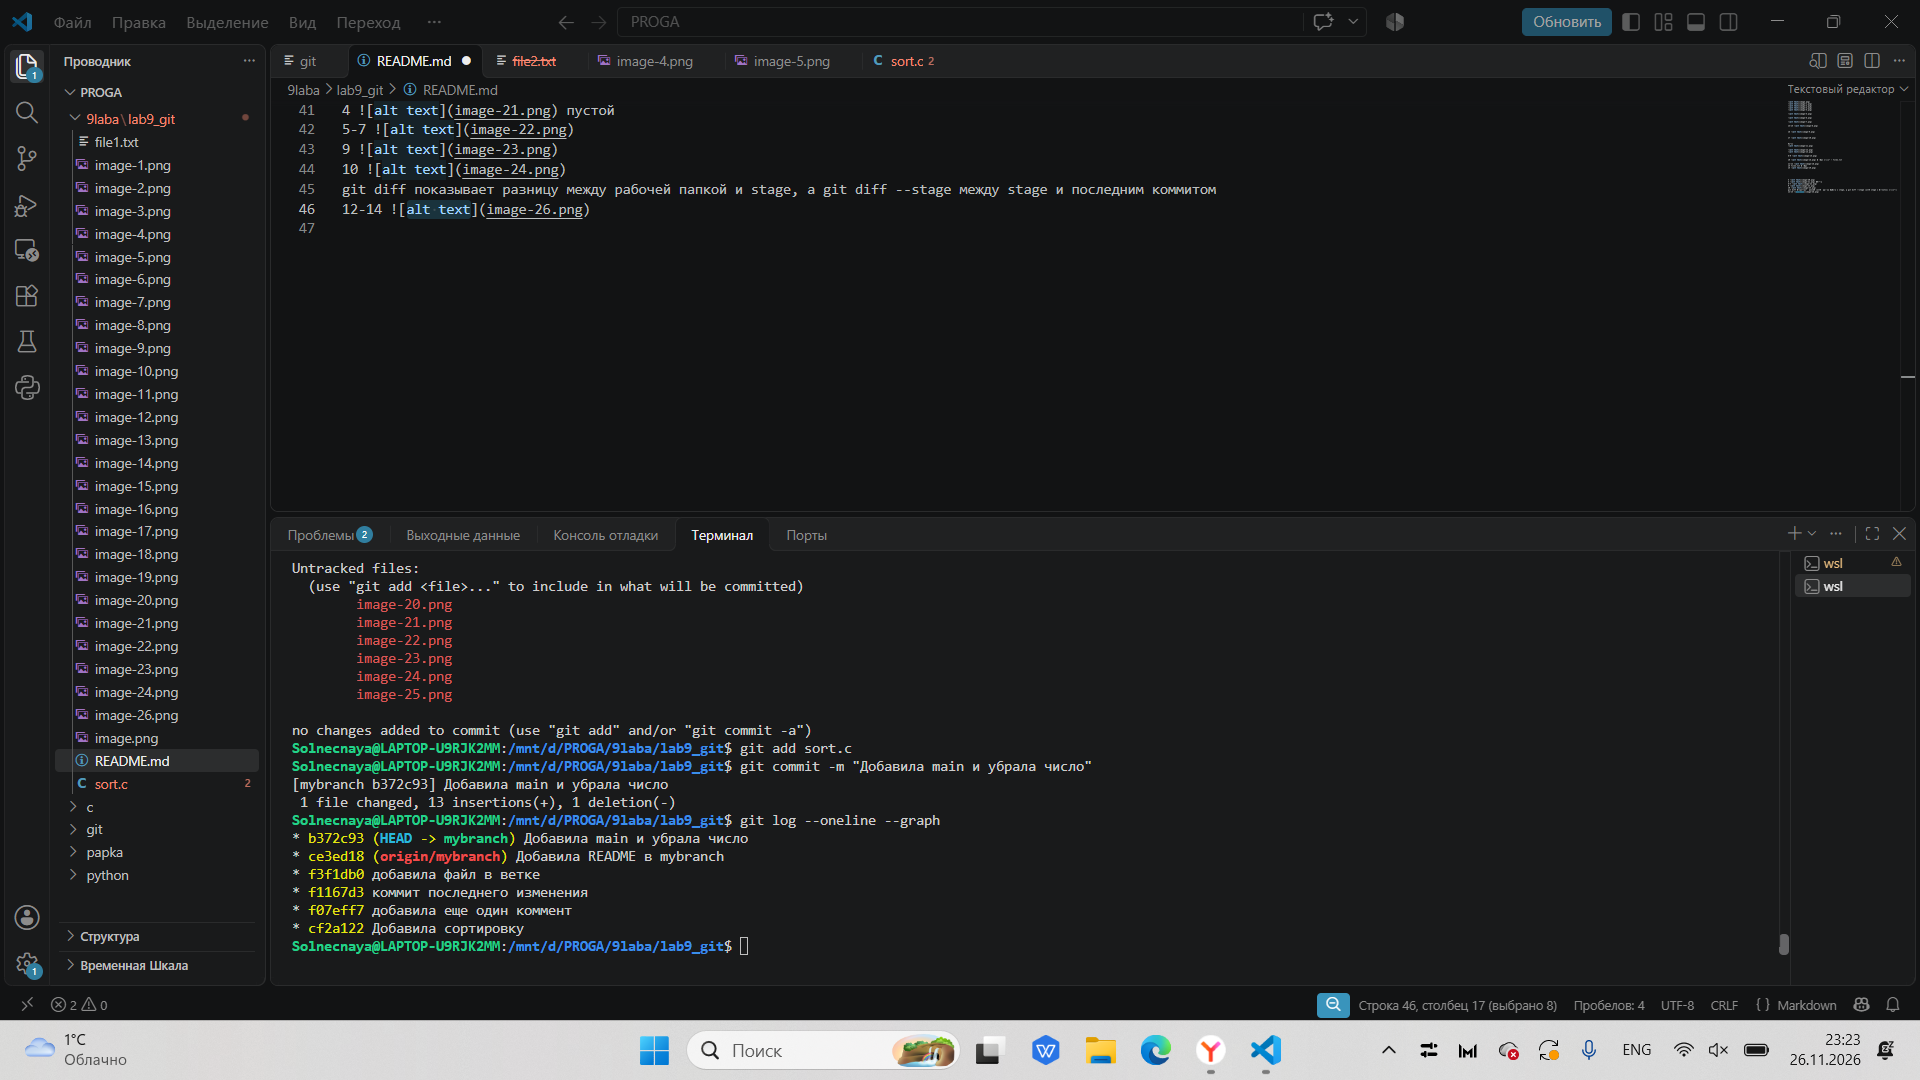 Файл Правка Выделение Вид Переход ··· PROGA Обновить
Проводник ···
PROGA
9laba\lab9_git
file1.txt
image-1.png
image-2.png
image-3.png
image-4.png
image-5.png
image-6.png
image-7.png
image-8.png
image-9.png
image-10.png
image-11.png
image-12.png
image-13.png
image-14.png
image-15.png
image-16.png
image-17.png
image-18.png
image-19.png
image-20.png
image-21.png
image-22.png
image-23.png
image-24.png
image-26.png
image.png
README.md
sort.c 2
c
git
papka
python
Структура
Временная Шкала
1
1
git README.md file2.txt image-4.png image-5.png sort.c 2
9laba > lab9_git > README.md
Текстовый редактор
41 4 ![alt text](image-21.png) пустой
42 5-7 ![alt text](image-22.png)
43 9 ![alt text](image-23.png)
44 10 ![alt text](image-24.png)
45 git diff показывает разницу между рабочей папкой и stage, а git diff --stage между stage и последним коммитом
46 12-14 ![alt text](image-26.png)
47
Проблемы 2 Выходные данные Консоль отладки Терминал Порты
wsl
wsl
Untracked files:
(use "git add <file>..." to include in what will be committed)
image-20.png
image-21.png
image-22.png
image-23.png
image-24.png
image-25.png
no changes added to commit (use "git add" and/or "git commit -a")
Solnecnaya@LAPTOP-U9RJK2MM:/mnt/d/PROGA/9laba/lab9_git$ git add sort.c
Solnecnaya@LAPTOP-U9RJK2MM:/mnt/d/PROGA/9laba/lab9_git$ git commit -m "Добавила main и убрала число"
[mybranch b372c93] Добавила main и убрала число
1 file changed, 13 insertions(+), 1 deletion(-)
Solnecnaya@LAPTOP-U9RJK2MM:/mnt/d/PROGA/9laba/lab9_git$ git log --oneline --graph
* b372c93 (HEAD -> mybranch) Добавила main и убрала число
* ce3ed18 (origin/mybranch) Добавила README в mybranch
* f3f1db0 добавила файл в ветке
* f1167d3 коммит последнего изменения
* f07eff7 добавила еще один коммент
* cf2a122 Добавила сортировку
Solnecnaya@LAPTOP-U9RJK2MM:/mnt/d/PROGA/9laba/lab9_git$
2 0 Строка 46, столбец 17 (выбрано 8) Пробелов: 4 UTF-8 CRLF { } Markdown
1°C
Облачно
Поиск
ENG
23:23
26.11.2026